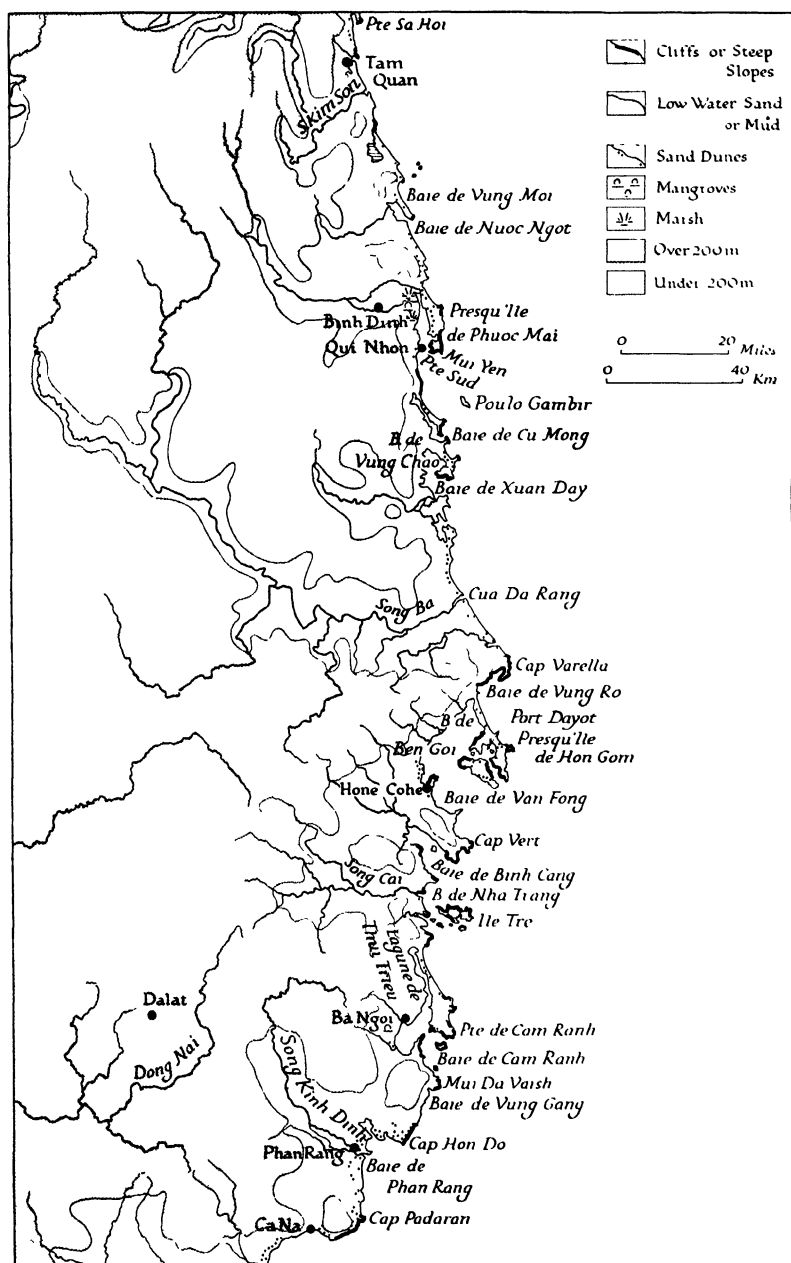 Pte Sa Hoi
Tam
Quan
S Kim Son
Baie de Vung Moi
Baie de Nuoc Ngot
Binh Dinh
Presqu'Ile
de Phuoc Mai
Qui Nhon
Mui Yen
Pte Sud
Poulo Gambir
Baie de Cu Mong
B. de
Vung Chao
Baie de Xuan Day
Song Ba
Cua Da Rang
Cap Varella
Baie de Vung Ro
B de
Ben Goi
Port Dayot
Presqu'Ile
de Hon Gom
Hone Cohe
Baie de Van Fong
Cap Vert
Baie de Binh Cang
Song Cai
B de Nha Trang
Ile Tre
Lagune de
Thu Trieu
Dalat
Ba Ngoi
Pte de Cam Ranh
Dong Nai
Baie de Cam Ranh
Song Kinh Dinh
Mui Da Vaish
Baie de Vung Gang
Cap Hon Do
Phan Rang
Baie de
Phan Rang
Cap Padaran
Ca Na
Cliffs or Steep
Slopes
Low Water Sand
or Mud
Sand Dunes
Mangroves
Marsh
Over 200m
Under 200m
0 20
Miles
0 40
Km